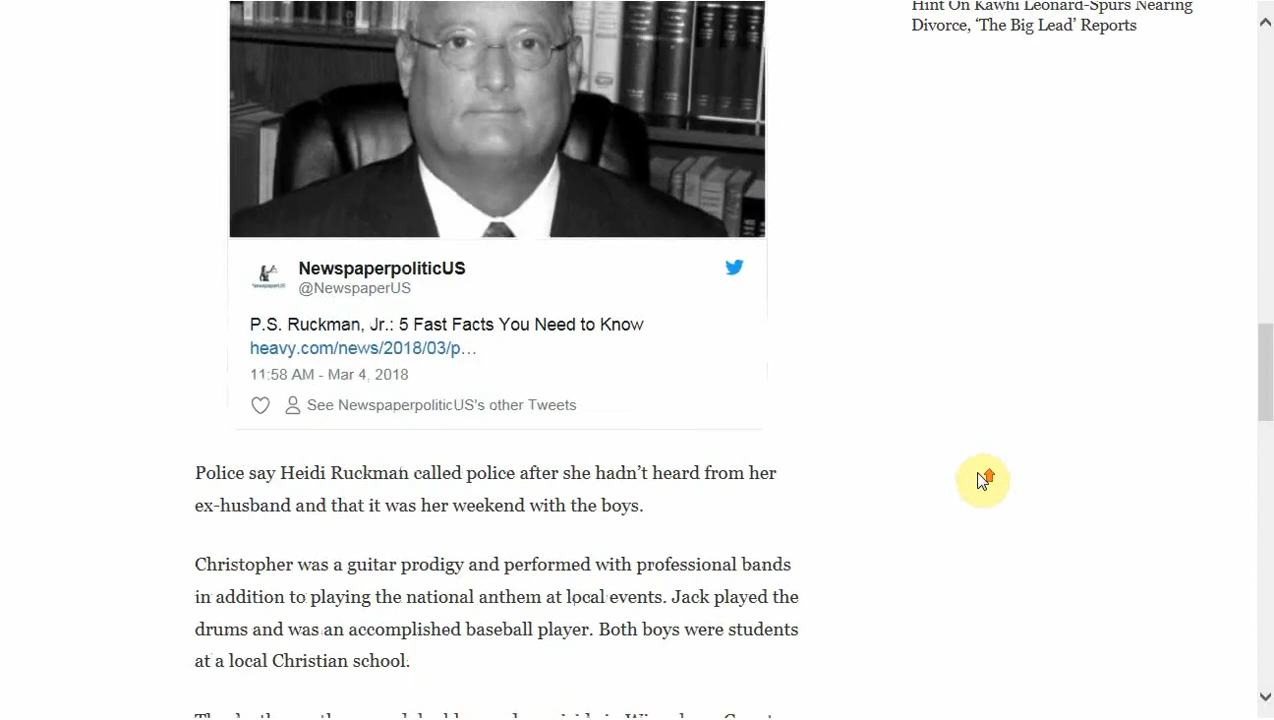 Hint On Kawhi Leonard-Spurs Nearing
Divorce, ‘The Big Lead’ Reports
NewspaperpoliticUS
@NewspaperUS
P.S. Ruckman, Jr.: 5 Fast Facts You Need to Know
heavy.com/news/2018/03/p…
11:58 AM - Mar 4, 2018
See NewspaperpoliticUS's other Tweets
Police say Heidi Ruckman called police after she hadn’t heard from her
ex-husband and that it was her weekend with the boys.
Christopher was a guitar prodigy and performed with professional bands
in addition to playing the national anthem at local events. Jack played the
drums and was an accomplished baseball player. Both boys were students
at a local Christian school.